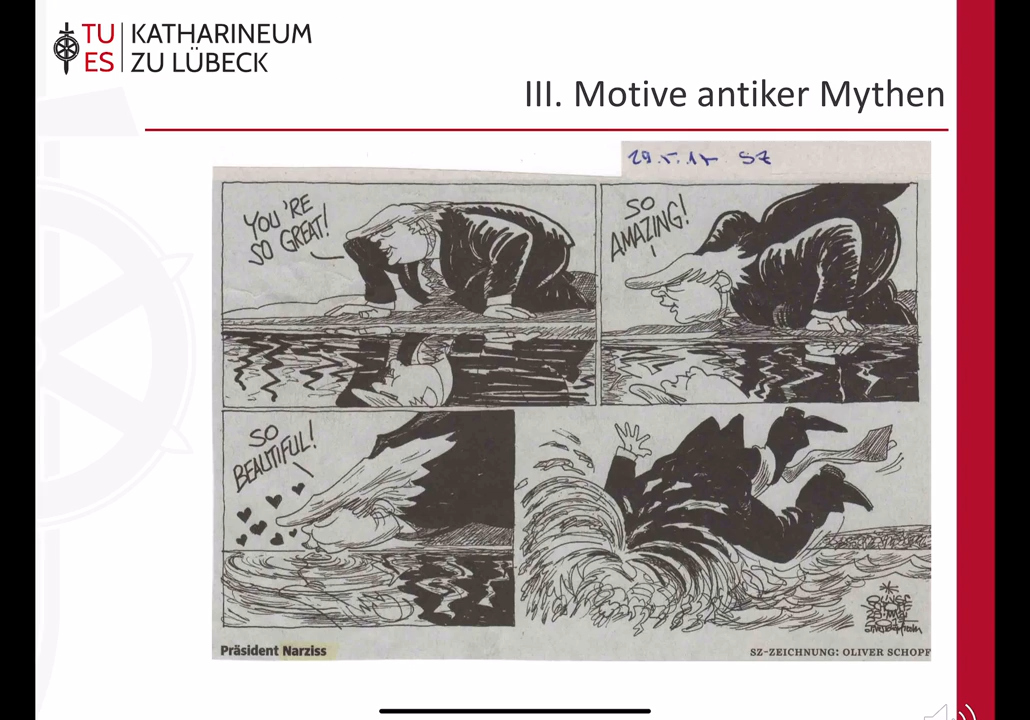 TU KATHARINEUM
ES ZU LÜBECK
III. Motive antiker Mythen
SZ
YOU'RE
SO GREAT!
SO
AMAZING!
SO
BEAUTIFUL!
Präsident Narziss
SZ-ZEICHNUNG: OLIVER SCHOPF